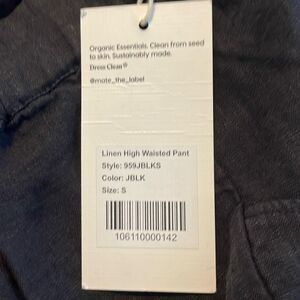 Organic Essentials. Clean from seed
to skin. Sustainably made.
Dress Clean®
@mate_the_label
Linen High Waisted Pant
Style: 959JBLKS
Color: JBLK
Size: S
106110000142